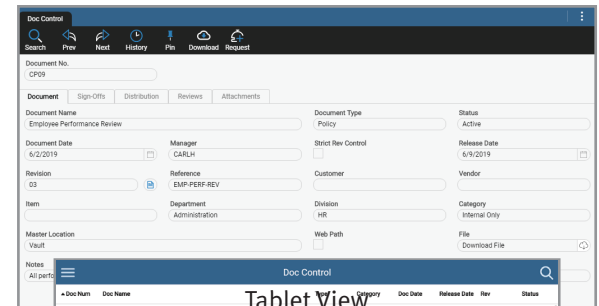 Doc Control
Search Prev Next History Pin Download Request
Document No.
CP09
Document Sign-Offs Distribution Reviews Attachments
Document Name Document Type Status
Employee Performance Review Policy Active
Document Date Manager Strict Rev Control Release Date
6/2/2019 CARLH 6/9/2019
Revision Reference Customer Vendor
03 EMP-PERF-REV
Item Department Division Category
Administration HR Internal Only
Master Location Web Path File
Vault Download File
Notes
All perfo
Doc Control
Tablet View
Doc Num Doc Name Type Category Doc Date Release Date Rev Status